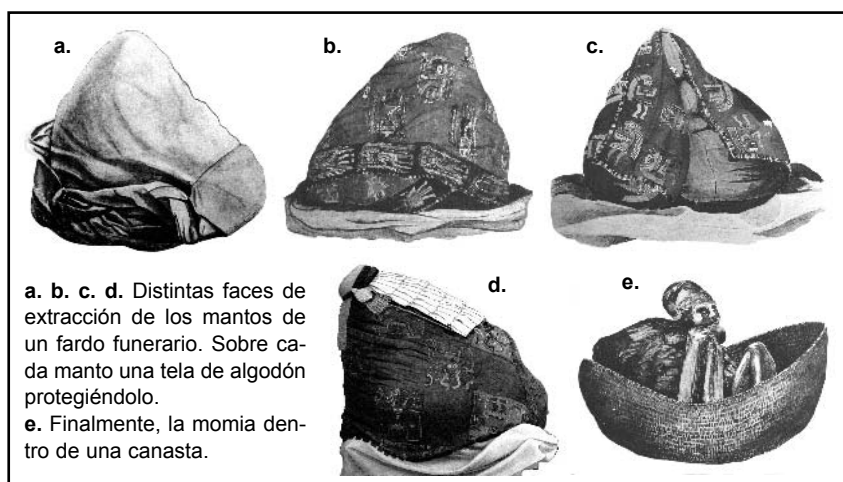 a.
b.
c.
a. b. c. d. Distintas faces de
extracción de los mantos de
un fardo funerario. Sobre ca-
da manto una tela de algodón
protegiéndolo.
e. Finalmente, la momia den-
tro de una canasta.
d.
e.